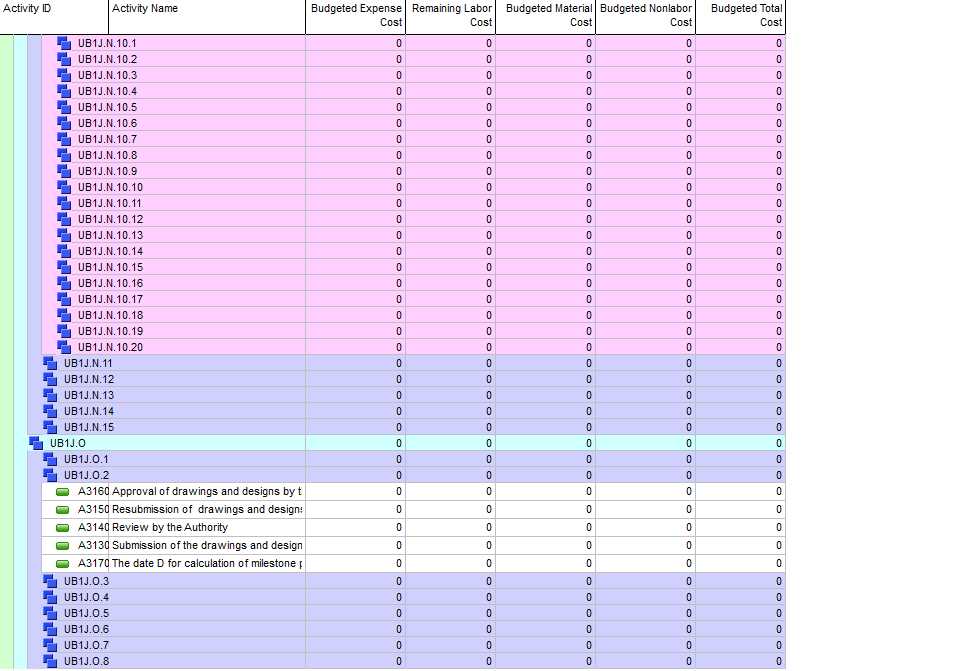 Activity ID Activity Name Budgeted Expense Cost Remaining Labor Cost Budgeted Material Cost Budgeted Nonlabor Cost Budgeted Total Cost
UB1J.N.10.1 0 0 0 0 0
UB1J.N.10.2 0 0 0 0 0
UB1J.N.10.3 0 0 0 0 0
UB1J.N.10.4 0 0 0 0 0
UB1J.N.10.5 0 0 0 0 0
UB1J.N.10.6 0 0 0 0 0
UB1J.N.10.7 0 0 0 0 0
UB1J.N.10.8 0 0 0 0 0
UB1J.N.10.9 0 0 0 0 0
UB1J.N.10.10 0 0 0 0 0
UB1J.N.10.11 0 0 0 0 0
UB1J.N.10.12 0 0 0 0 0
UB1J.N.10.13 0 0 0 0 0
UB1J.N.10.14 0 0 0 0 0
UB1J.N.10.15 0 0 0 0 0
UB1J.N.10.16 0 0 0 0 0
UB1J.N.10.17 0 0 0 0 0
UB1J.N.10.18 0 0 0 0 0
UB1J.N.10.19 0 0 0 0 0
UB1J.N.10.20 0 0 0 0 0
UB1J.N.11 0 0 0 0 0
UB1J.N.12 0 0 0 0 0
UB1J.N.13 0 0 0 0 0
UB1J.N.14 0 0 0 0 0
UB1J.N.15 0 0 0 0 0
UB1J.O 0 0 0 0 0
UB1J.O.1 0 0 0 0 0
UB1J.O.2 0 0 0 0 0
A3160 Approval of drawings and designs by t 0 0 0 0 0
A3150 Resubmission of drawings and designs 0 0 0 0 0
A3140 Review by the Authority 0 0 0 0 0
A3130 Submission of the drawings and design 0 0 0 0 0
A3170 The date D for calculation of milestone p 0 0 0 0 0
UB1J.O.3 0 0 0 0 0
UB1J.O.4 0 0 0 0 0
UB1J.O.5 0 0 0 0 0
UB1J.O.6 0 0 0 0 0
UB1J.O.7 0 0 0 0 0
UB1J.O.8 0 0 0 0 0